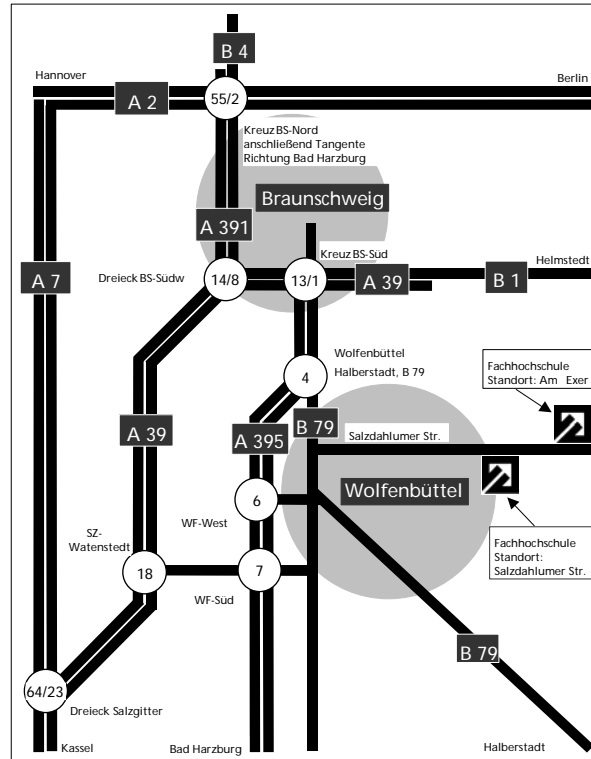 B 4
Hannover
Berlin
A 2
55/2
Kreuz BS-Nord
anschließend Tangente
Richtung Bad Harzburg
Braunschweig
A 391
Kreuz BS-Süd
Helmstedt
A 7
Dreieck BS-Südw
14/8
13/1
A 39
B 1
Wolfenbüttel
Halberstadt, B 79
4
Fachhochschule
Standort: Am Exer
A 39
A 395
B 79
Salzdahlumer Str.
Wolfenbüttel
6
WF-West
SZ-
Watenstedt
Fachhochschule
Standort:
Salzdahlumer Str.
18
7
WF-Süd
B 79
64/23
Dreieck Salzgitter
Kassel
Bad Harzburg
Halberstadt